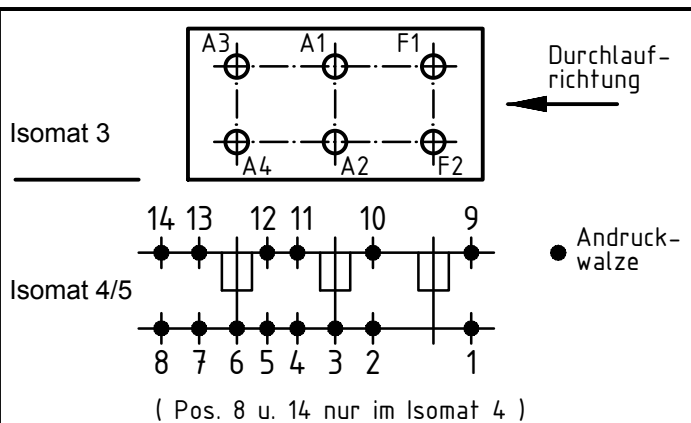 A3 A1 F1
Durchlauf-
richtung
Isomat 3
A4 A2 F2
14 13 12 11 10 9
Andruck-
walze
Isomat 4/5
8 7 6 5 4 3 2 1
( Pos. 8 u. 14 nur im Isomat 4 )